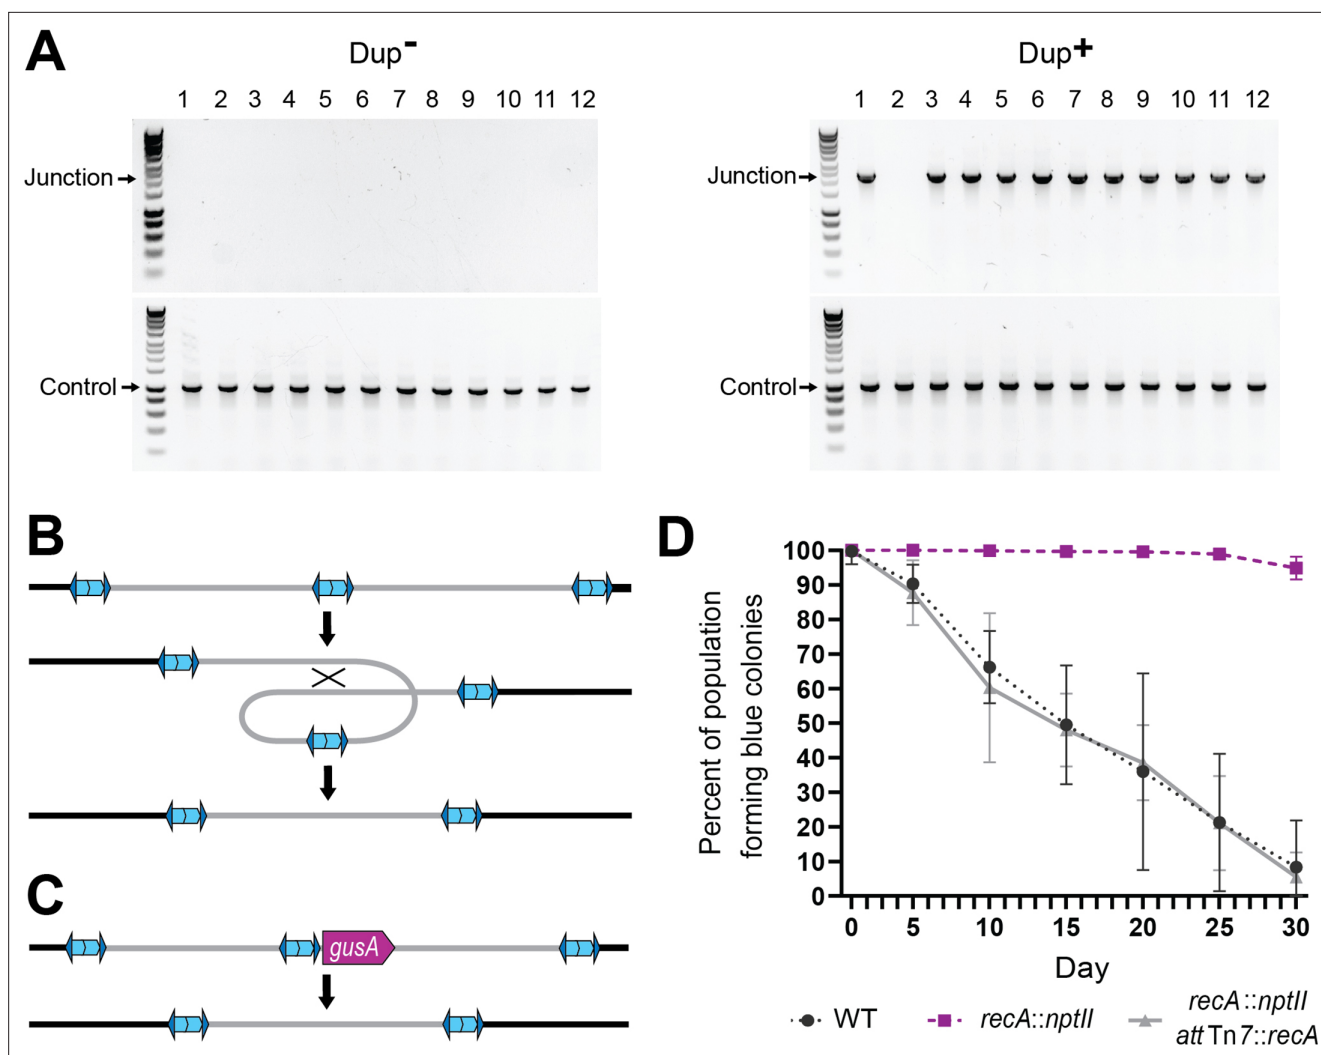 A
Dup-
Dup+
1 2 3 4 5 6 7 8 9 10 11 12
1 2 3 4 5 6 7 8 9 10 11 12
Junction
Junction
Control
Control
B
C
gusA
D
Percent of population
forming blue colonies
100
90
80
70
60
50
40
30
20
10
0
0 5 10 15 20 25 30
Day
WT
recA::nptII
recA::nptII
attTn7::recA